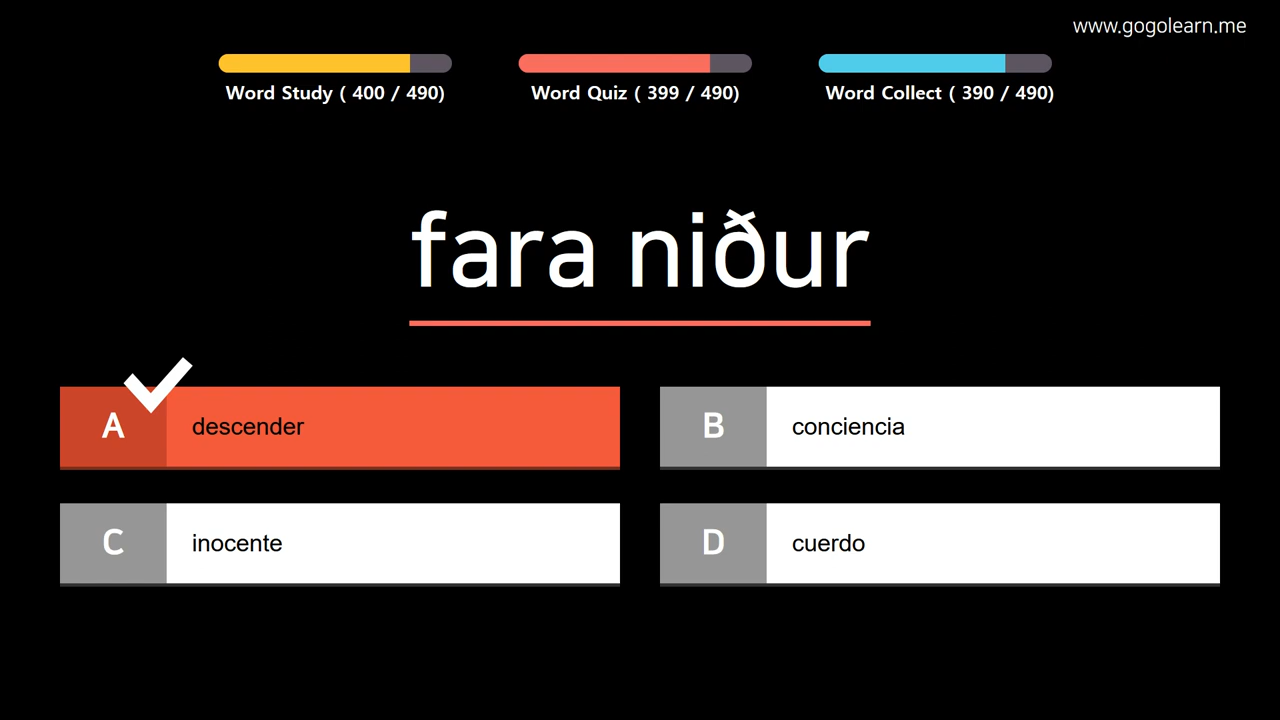 www.gogolearn.me
Word Study ( 400 / 490)
Word Quiz ( 399 / 490)
Word Collect ( 390 / 490)
fara niður
A
descender
B
conciencia
C
inocente
D
cuerdo